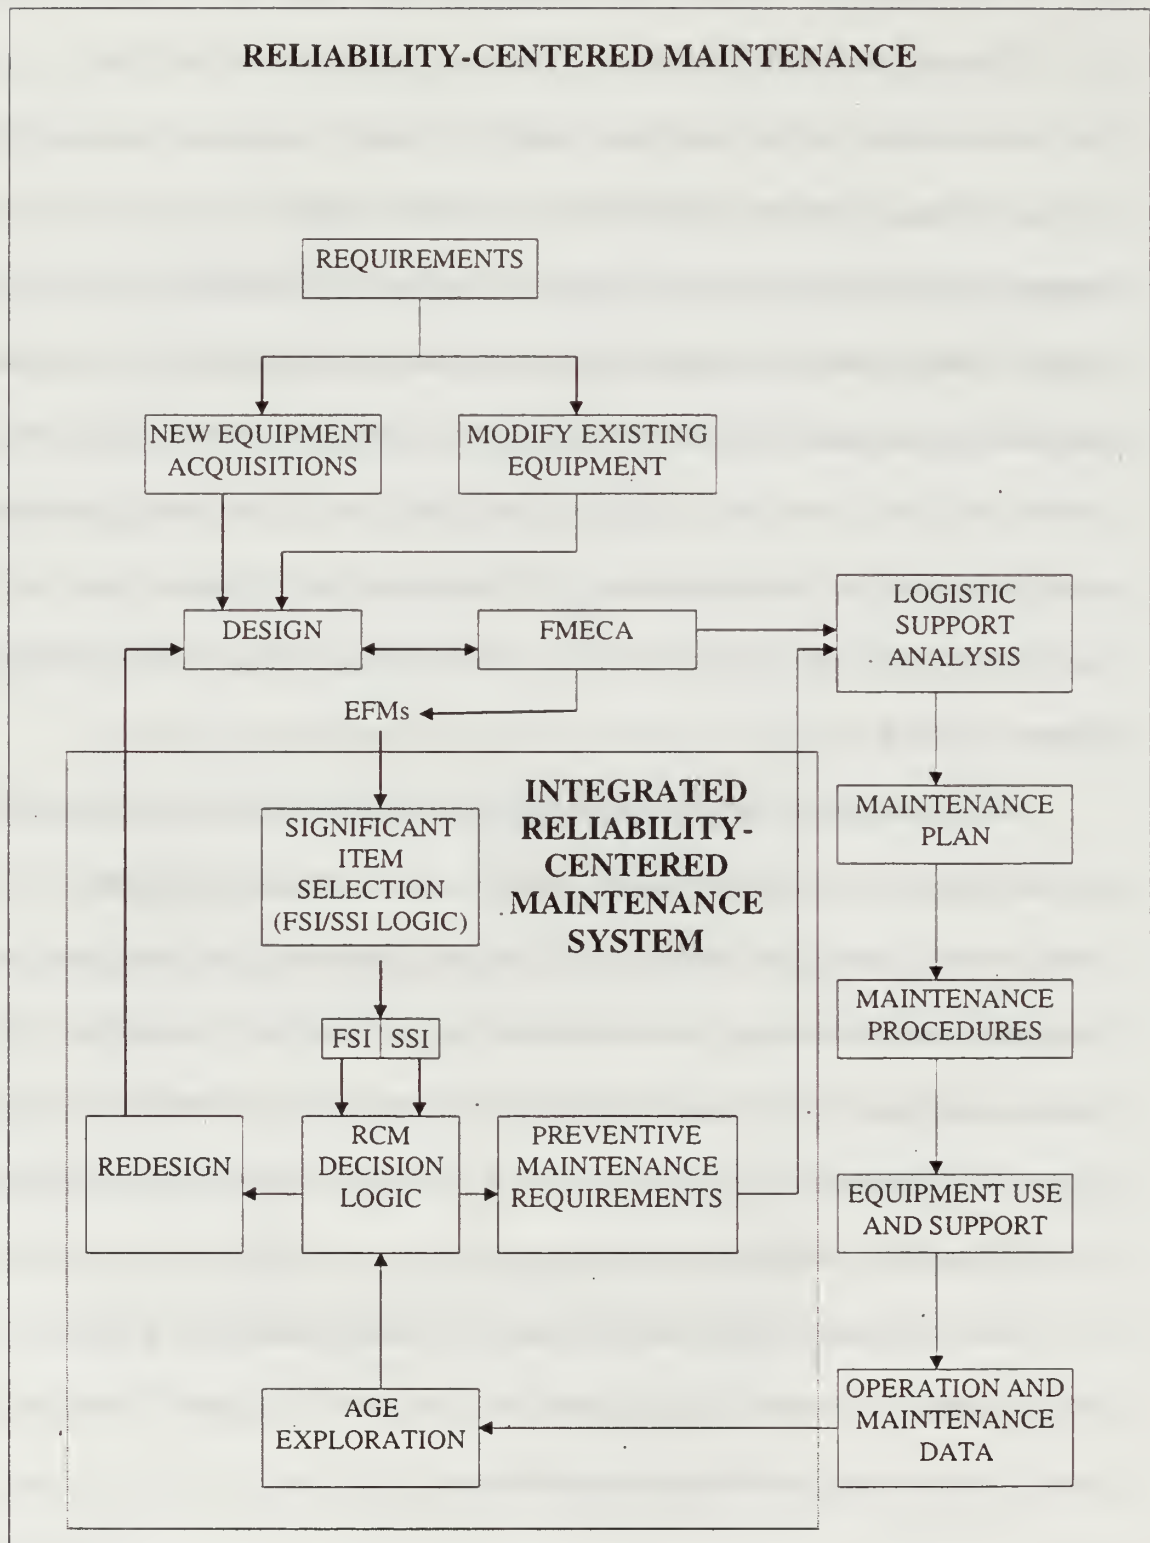 RELIABILITY-CENTERED MAINTENANCE
REQUIREMENTS
NEW EQUIPMENT
ACQUISITIONS
MODIFY EXISTING
EQUIPMENT
DESIGN
FMECA
LOGISTIC
SUPPORT
ANALYSIS
EFMs
INTEGRATED
RELIABILITY-
CENTERED
MAINTENANCE
SYSTEM
SIGNIFICANT
ITEM
SELECTION
(FSI/SSI LOGIC)
MAINTENANCE
PLAN
FSI SSI
MAINTENANCE
PROCEDURES
REDESIGN
RCM
DECISION
LOGIC
PREVENTIVE
MAINTENANCE
REQUIREMENTS
EQUIPMENT USE
AND SUPPORT
AGE
EXPLORATION
OPERATION AND
MAINTENANCE
DATA